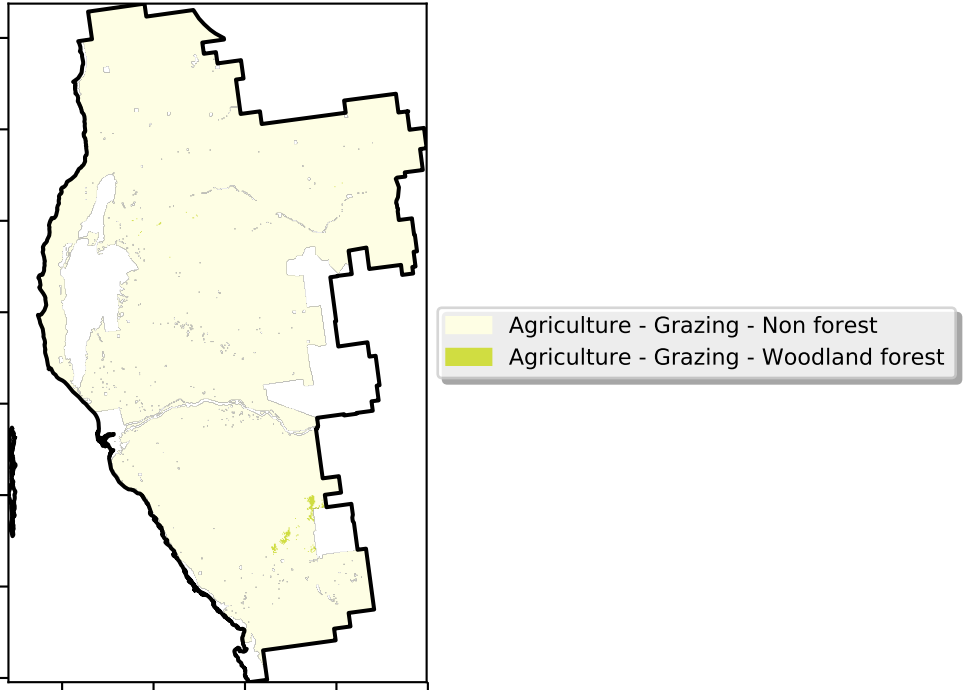 Agriculture - Grazing - Non forest
Agriculture - Grazing - Woodland forest